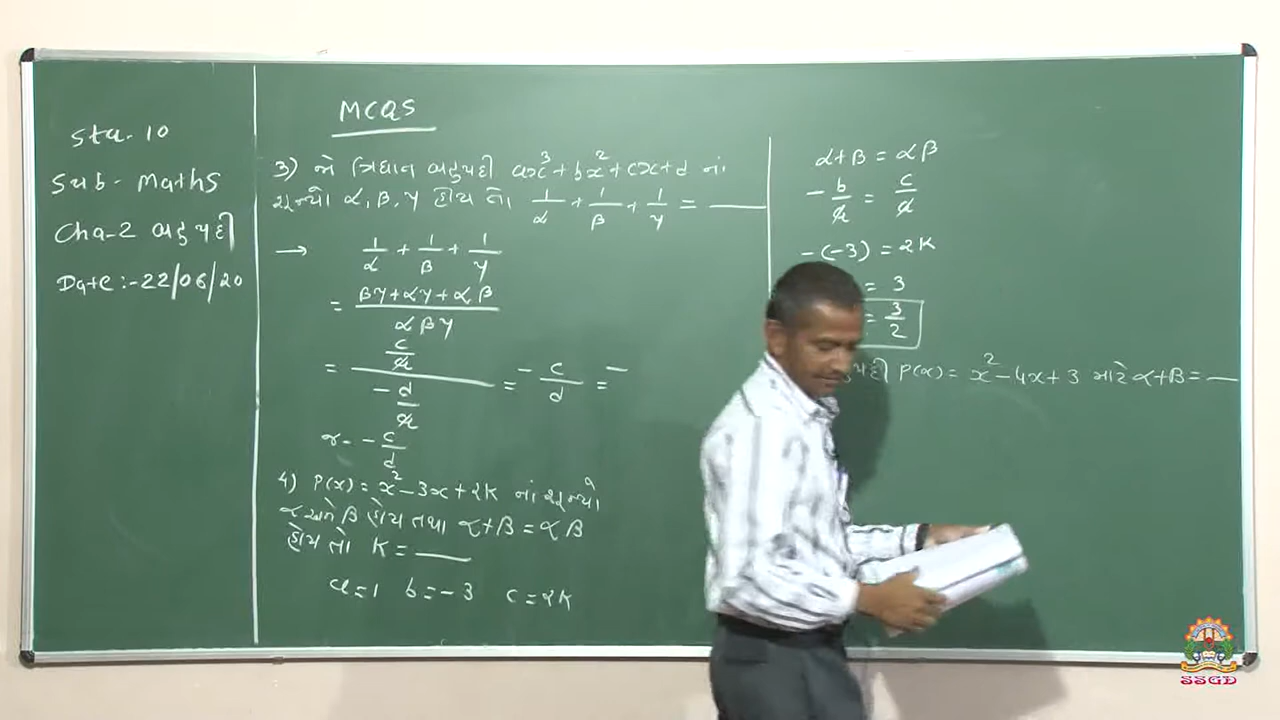 Std-10
Sub- Maths
Cha-2 બહુપદી
Date:-22/06/20
MCQS
3) જો ત્રિઘાત બહુપદી ax³+bx²+cx+d નાં
શૂન્યો α, β, γ હોય તો 1/α + 1/β + 1/γ = ____
→ 1/α + 1/β + 1/γ
= (βγ+αγ+αβ)/(αβγ)
= (c/a)/(-d/a) = -c/d =
- c/d
4) P(x) = x²-3x+2K નાં શૂન્યો
α અને β હોય તથા α+β = αβ
હોય તો K = ____
a=1 b=-3 c=2K
α+β = αβ
-b/a = c/a
-(-3) = 2K
= 3
= 3/2
P(x) = x²-4x+3 માટે α+β = __
SSGD